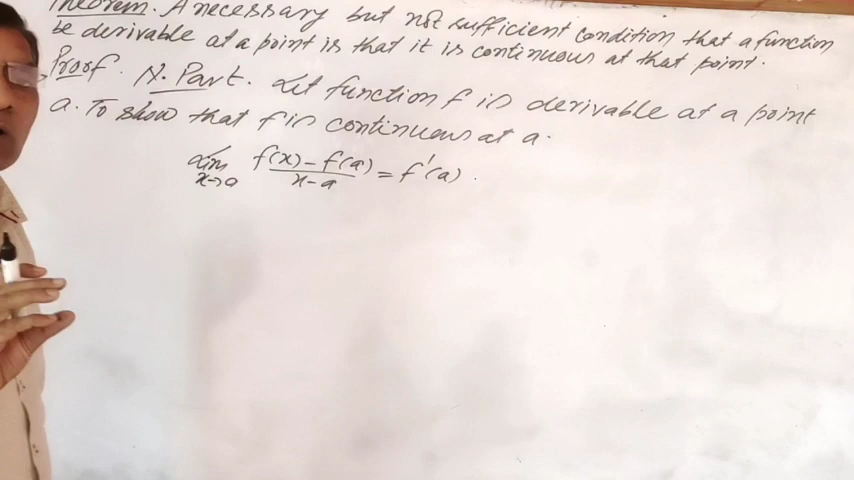 Theorem. A necessary but not sufficient condition that a function
be derivable at a point is that it is continuous at that point.
Proof. N. Part. Let function f is derivable at a point
a. To show that f is continuous at a.
Lim x→a f(x) - f(a) / x - a = f'(a).